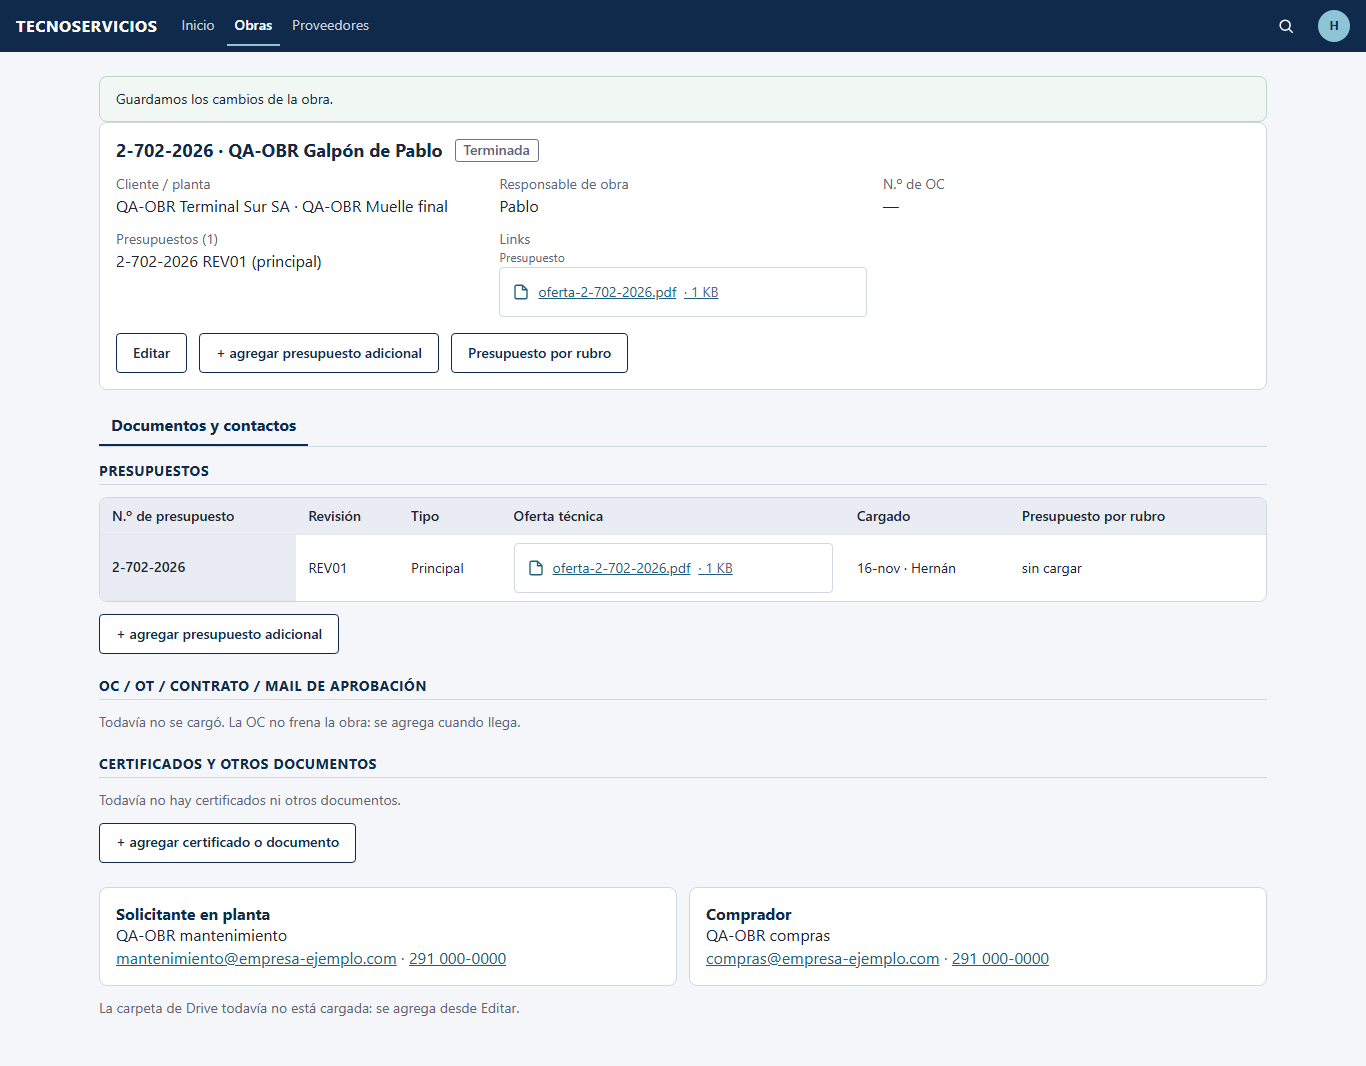 TECNOSERVICIOS Inicio Obras Proveedores H
Guardamos los cambios de la obra.
2-702-2026 · QA-OBR Galpón de Pablo Terminada
Cliente / planta Responsable de obra N.º de OC
QA-OBR Terminal Sur SA · QA-OBR Muelle final Pablo —
Presupuestos (1) Links
2-702-2026 REV01 (principal) Presupuesto
oferta-2-702-2026.pdf · 1 KB
Editar + agregar presupuesto adicional Presupuesto por rubro
Documentos y contactos
PRESUPUESTOS
N.º de presupuesto Revisión Tipo Oferta técnica Cargado Presupuesto por rubro
2-702-2026 REV01 Principal oferta-2-702-2026.pdf · 1 KB 16-nov · Hernán sin cargar
+ agregar presupuesto adicional
OC / OT / CONTRATO / MAIL DE APROBACIÓN
Todavía no se cargó. La OC no frena la obra: se agrega cuando llega.
CERTIFICADOS Y OTROS DOCUMENTOS
Todavía no hay certificados ni otros documentos.
+ agregar certificado o documento
Solicitante en planta
QA-OBR mantenimiento
mantenimiento@empresa-ejemplo.com · 291 000-0000
Comprador
QA-OBR compras
compras@empresa-ejemplo.com · 291 000-0000
La carpeta de Drive todavía no está cargada: se agrega desde Editar.